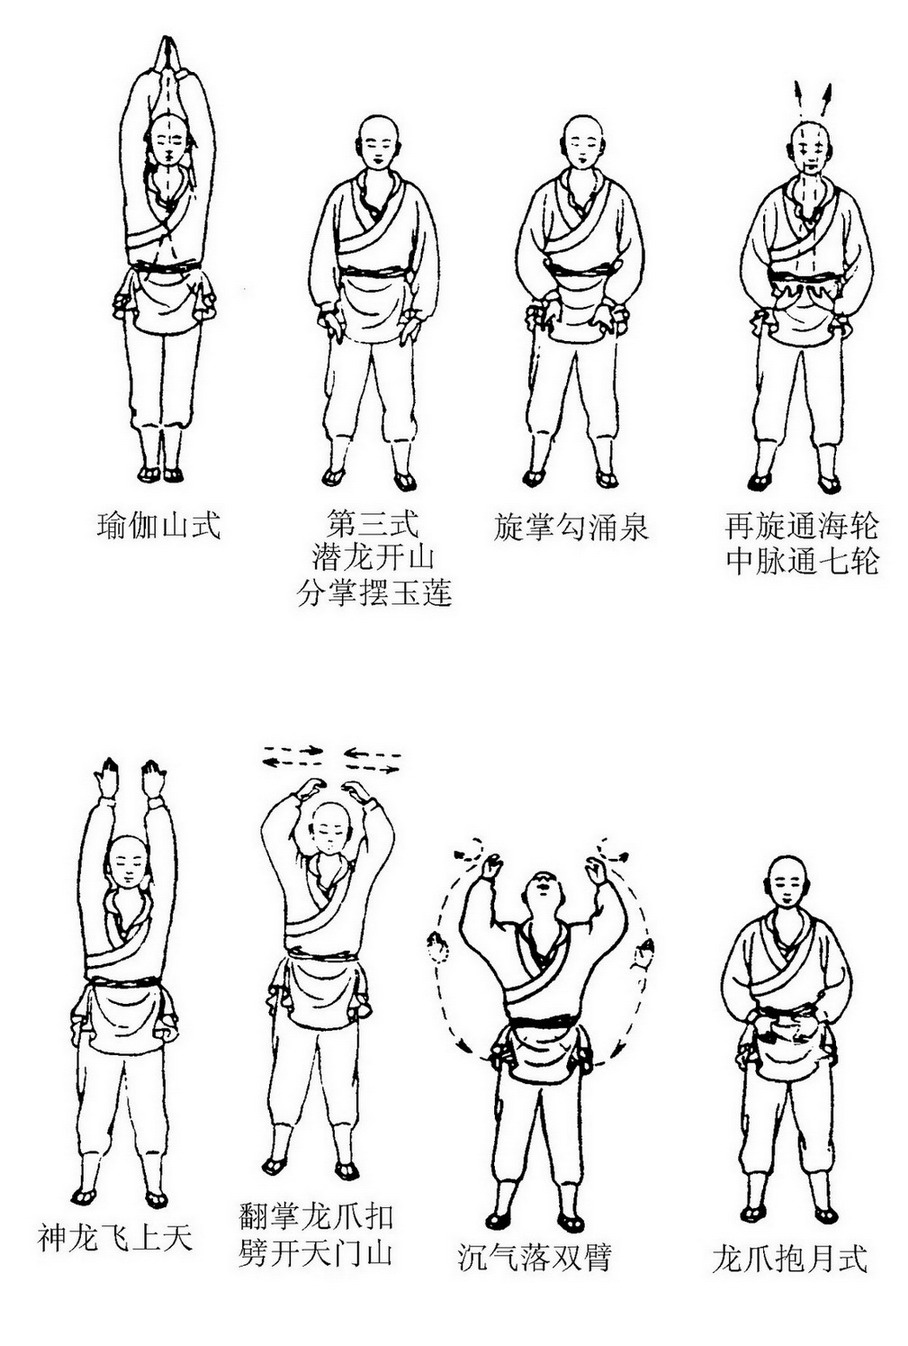 瑜伽山式
第三式
潜龙开山
分掌摆玉莲
旋掌勾涌泉
再旋通海轮
中脉通七轮
神龙飞上天
翻掌龙爪扣
劈开天门山
沉气落双臂
龙爪抱月式